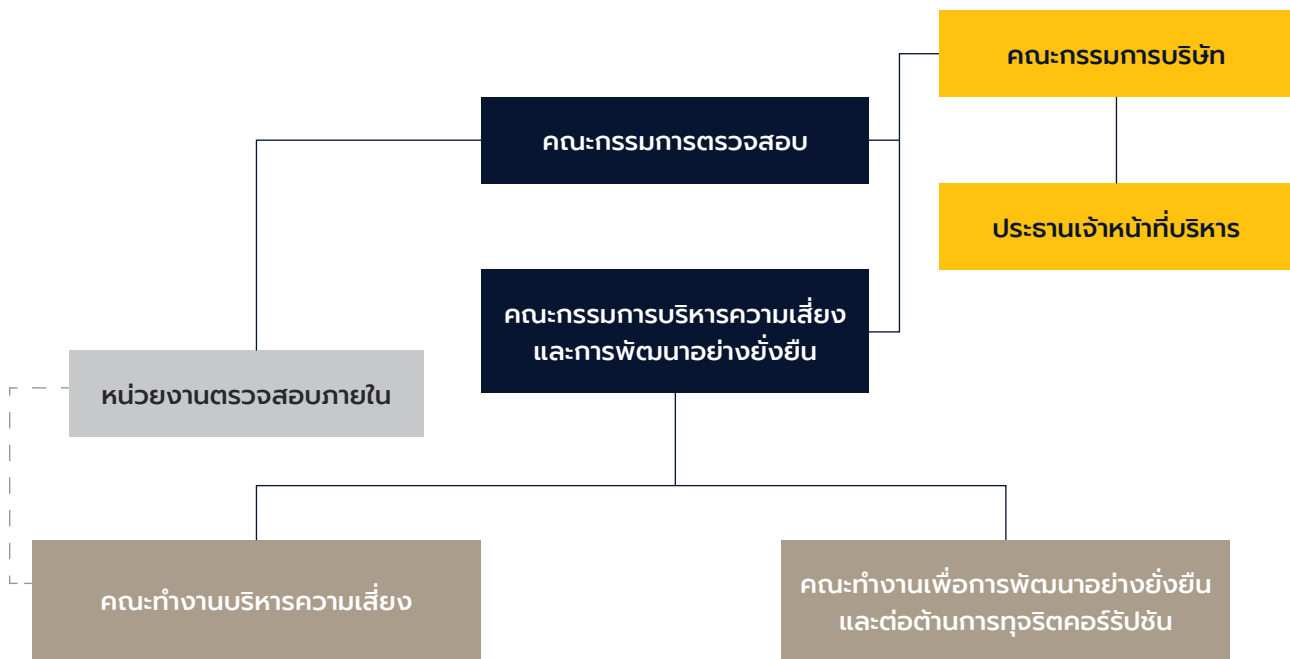 คณะกรรมการบริษัท
คณะกรรมการตรวจสอบ
ประธานเจ้าหน้าที่บริหาร
คณะกรรมการบริหารความเสี่ยง
และการพัฒนาอย่างยั่งยืน
หน่วยงานตรวจสอบภายใน
คณะทำงานบริหารความเสี่ยง
คณะทำงานเพื่อการพัฒนาอย่างยั่งยืน
และต่อต้านการทุจริตคอร์รัปชัน